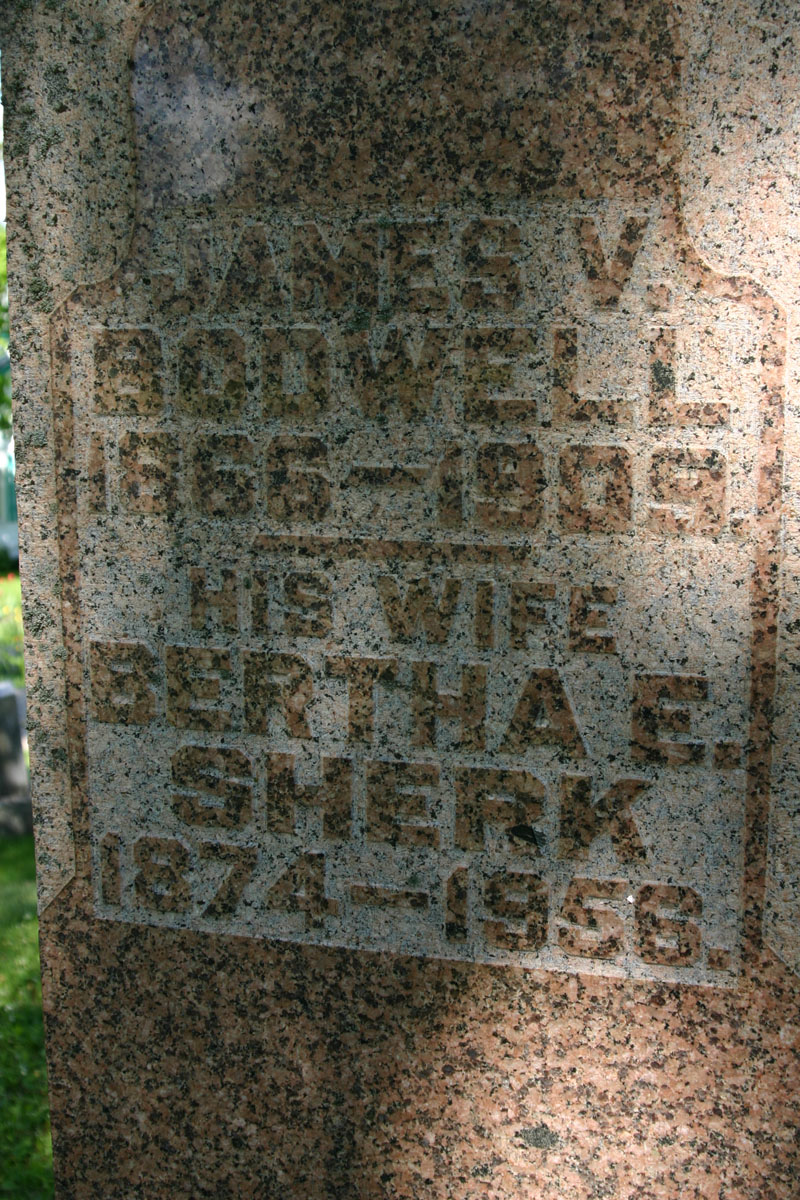 JAMES V.
BODWELL
1866–1909.
HIS WIFE
BERTHA E.
SHERK
1874–1956.